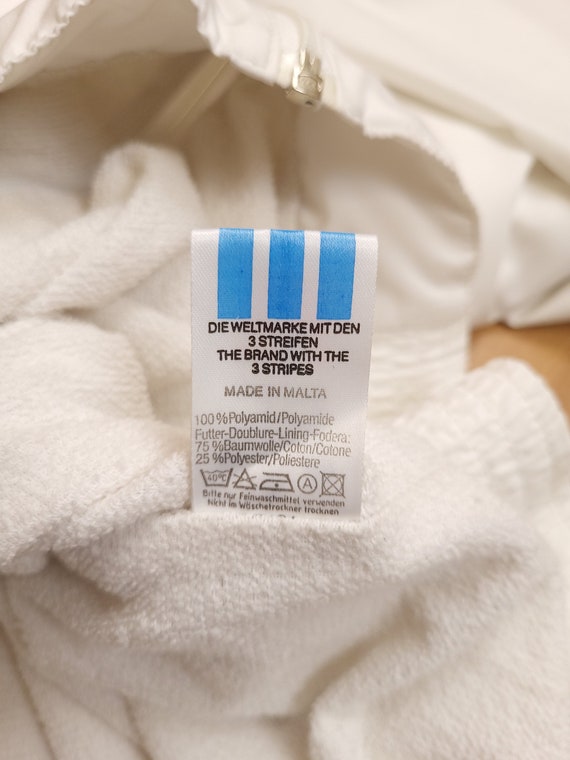 DIE WELTMARKE MIT DEN
3 STREIFEN
THE BRAND WITH THE
3 STRIPES
MADE IN MALTA
100%Polyamid/Polyamide
Futter-Doublure-Lining-Fodera:
75%Baumwolle/Coton/Cotone
25%Polyester/Poliestere
40°C A
Bitte nur Feinwaschmittel verwenden
Nicht im Wäschetrockner trocknen